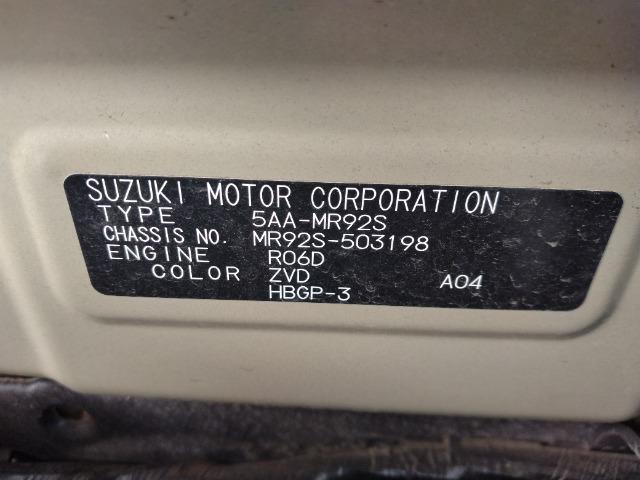 SUZUKI MOTOR CORPORATION
TYPE 5AA-MR92S
CHASSIS NO. MR92S-503198
ENGINE R06D
COLOR ZVD A04
HBGP-3